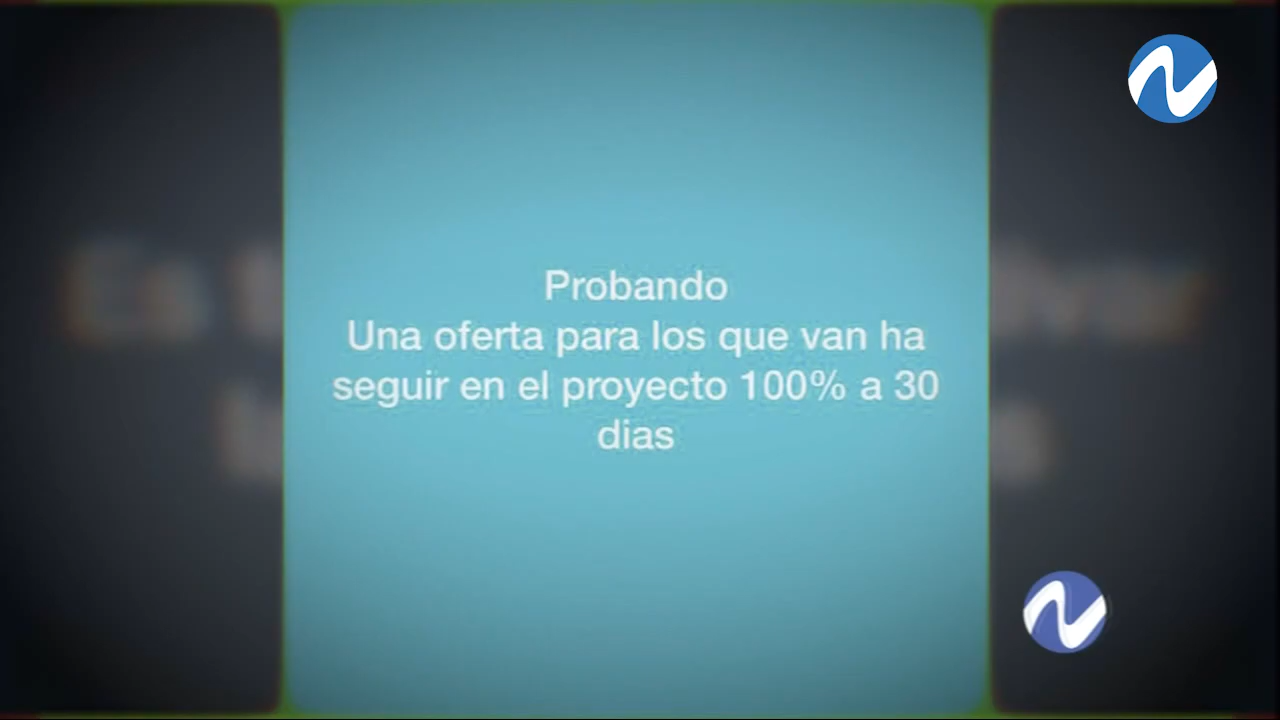 Probando
Una oferta para los que van ha
seguir en el proyecto 100% a 30
dias